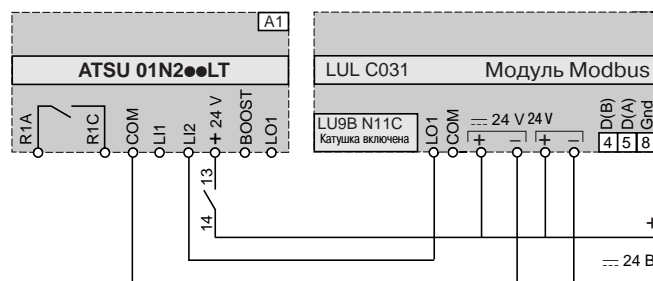 A1
ATSU 01N2●●LT
R1A
R1C
COM
LI1
LI2
+ 24 V
BOOST
LO1
13
14
LUL C031
Модуль Modbus
LU9B N11C
Катушка включена
LO1
COM
⎓ 24 V
24 V
+
–
+
–
D(B)
D(A)
Gnd
4
5
8
+
⎓ 24 В